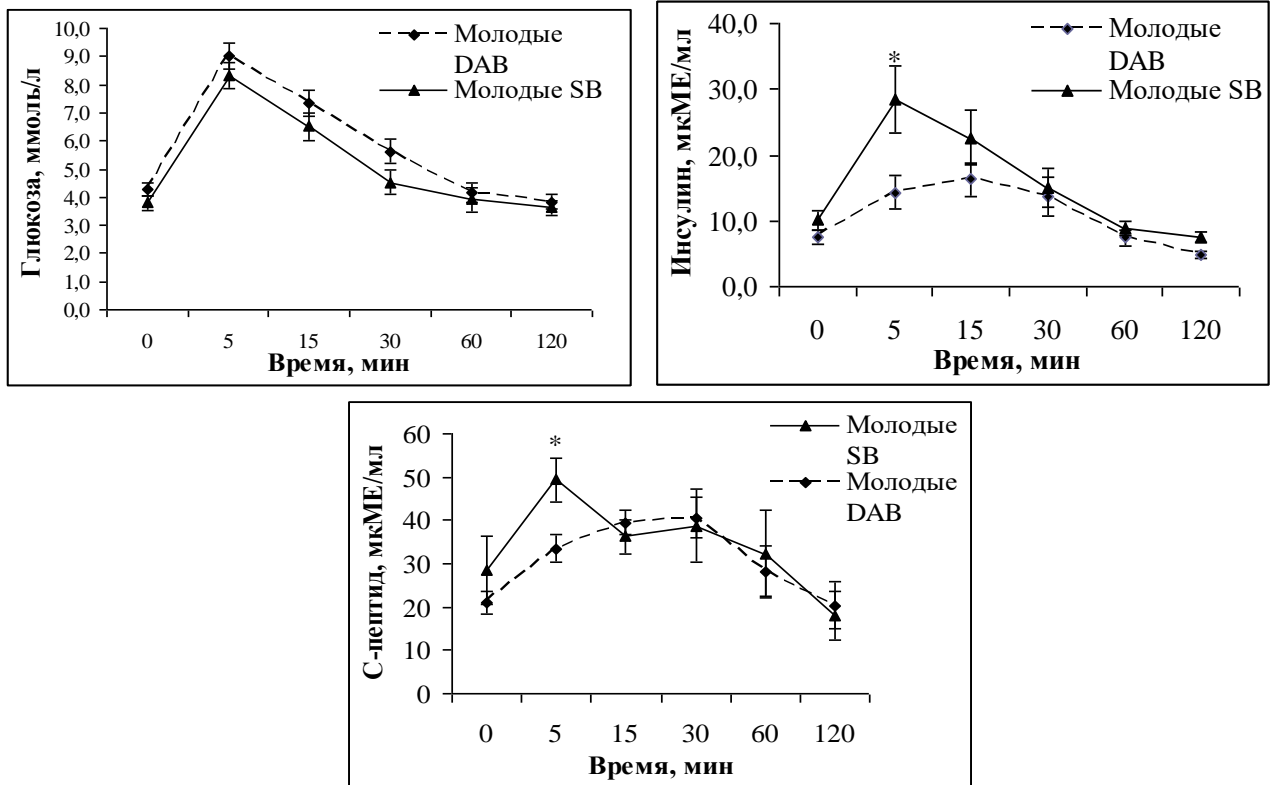 Глюкоза, ммоль/л
10,0
9,0
8,0
7,0
6,0
5,0
4,0
3,0
2,0
1,0
0,0
0 5 15 30 60 120
Время, мин
Молодые
DAB
Молодые SB
Инсулин, мкМЕ/мл
40,0
30,0
20,0
10,0
0,0
*
0 5 15 30 60 120
Время, мин
Молодые
DAB
Молодые SB
С-пептид, мкМЕ/мл
60
50
40
30
20
10
0
*
0 5 15 30 60 120
Время, мин
Молодые
SB
Молодые
DAB